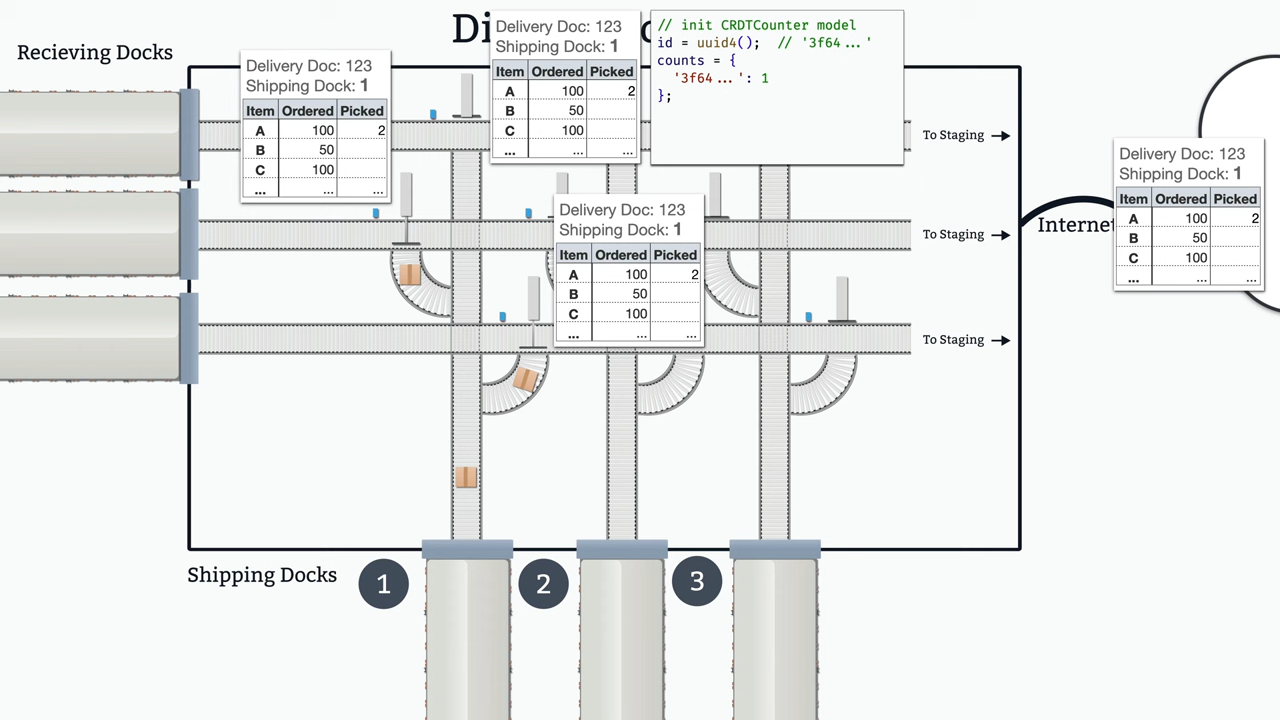 Di
Recieving Docks
Delivery Doc: 123
Shipping Dock: 1
Item Ordered Picked
A 100 2
B 50
C 100
... ... ...
Delivery Doc: 123
Shipping Dock: 1
Item Ordered Picked
A 100 2
B 50
C 100
... ... ...
// init CRDTCounter model
id = uuid4();  // '3f64...'
counts = {
  '3f64...': 1
};
To Staging
To Staging
To Staging
Delivery Doc: 123
Shipping Dock: 1
Item Ordered Picked
A 100 2
B 50
C 100
... ... ...
Internet
Delivery Doc: 123
Shipping Dock: 1
Item Ordered Picked
A 100 2
B 50
C 100
... ... ...
Shipping Docks
1
2
3